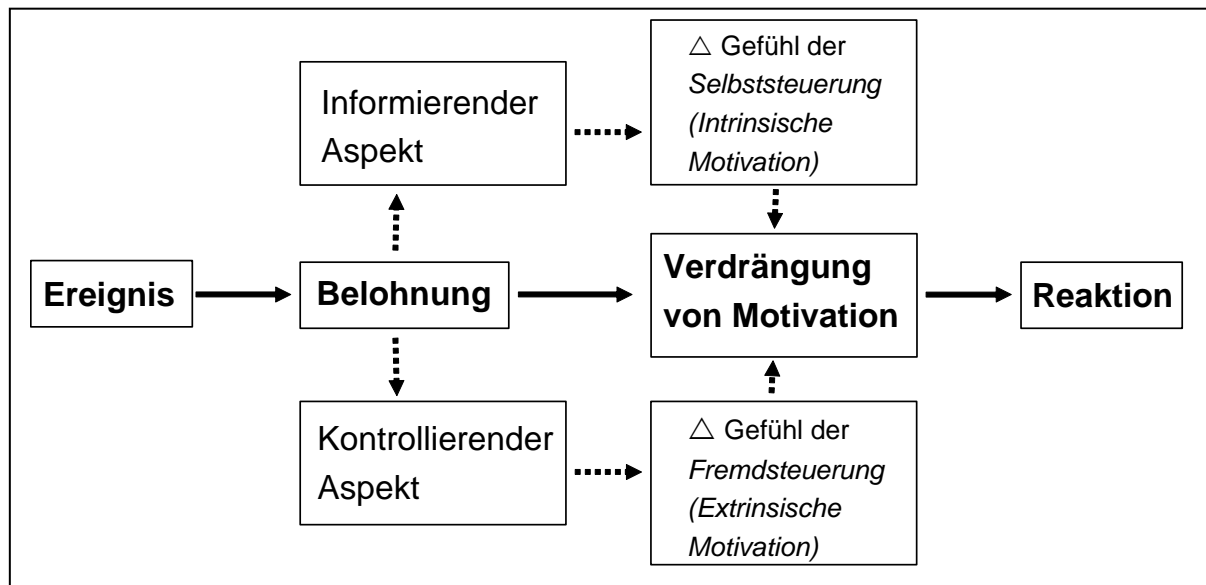 Informierender
Aspekt
△ Gefühl der
Selbststeuerung
(Intrinsische
Motivation)
Ereignis
Belohnung
Verdrängung
von Motivation
Reaktion
Kontrollierender
Aspekt
△ Gefühl der
Fremdsteuerung
(Extrinsische
Motivation)